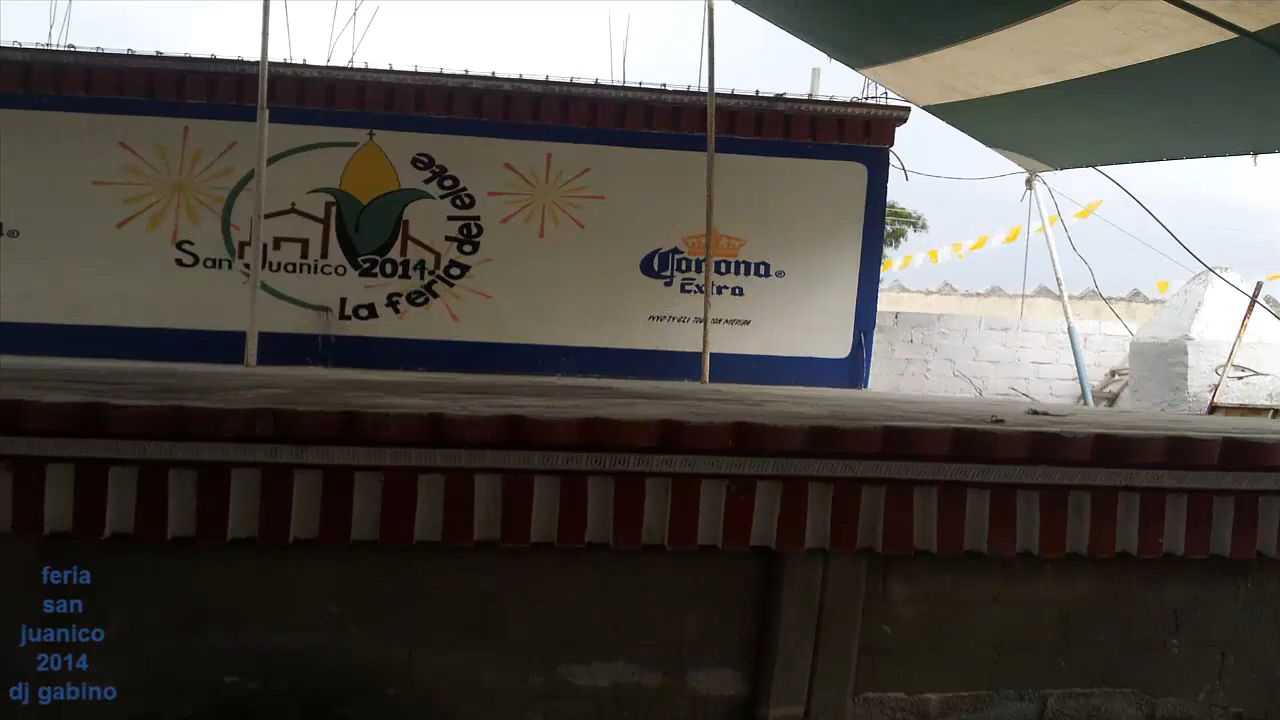 San Juanico 2014
La feria del elote
Corona®
Extra
feria
san
juanico
2014
dj gabino